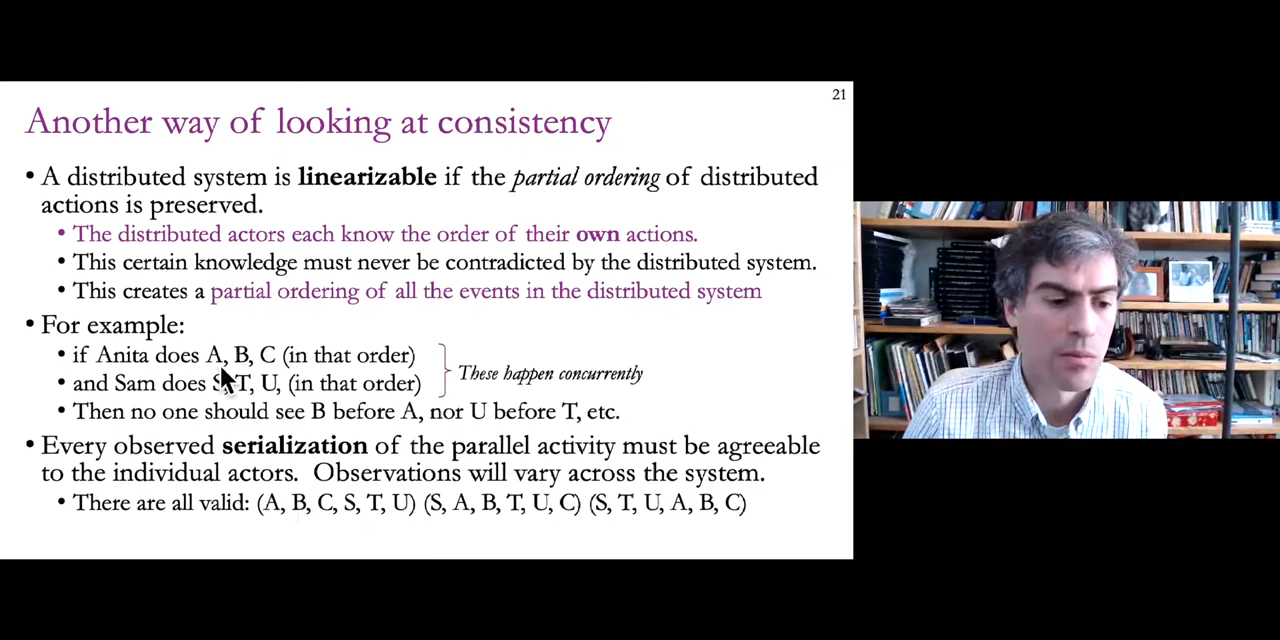 21
Another way of looking at consistency
• A distributed system is linearizable if the partial ordering of distributed
actions is preserved.
• The distributed actors each know the order of their own actions.
• This certain knowledge must never be contradicted by the distributed system.
• This creates a partial ordering of all the events in the distributed system
• For example:
• if Anita does A, B, C (in that order)
• and Sam does S, T, U, (in that order)
These happen concurrently
• Then no one should see B before A, nor U before T, etc.
• Every observed serialization of the parallel activity must be agreeable
to the individual actors. Observations will vary across the system.
• There are all valid: (A, B, C, S, T, U) (S, A, B, T, U, C) (S, T, U, A, B, C)